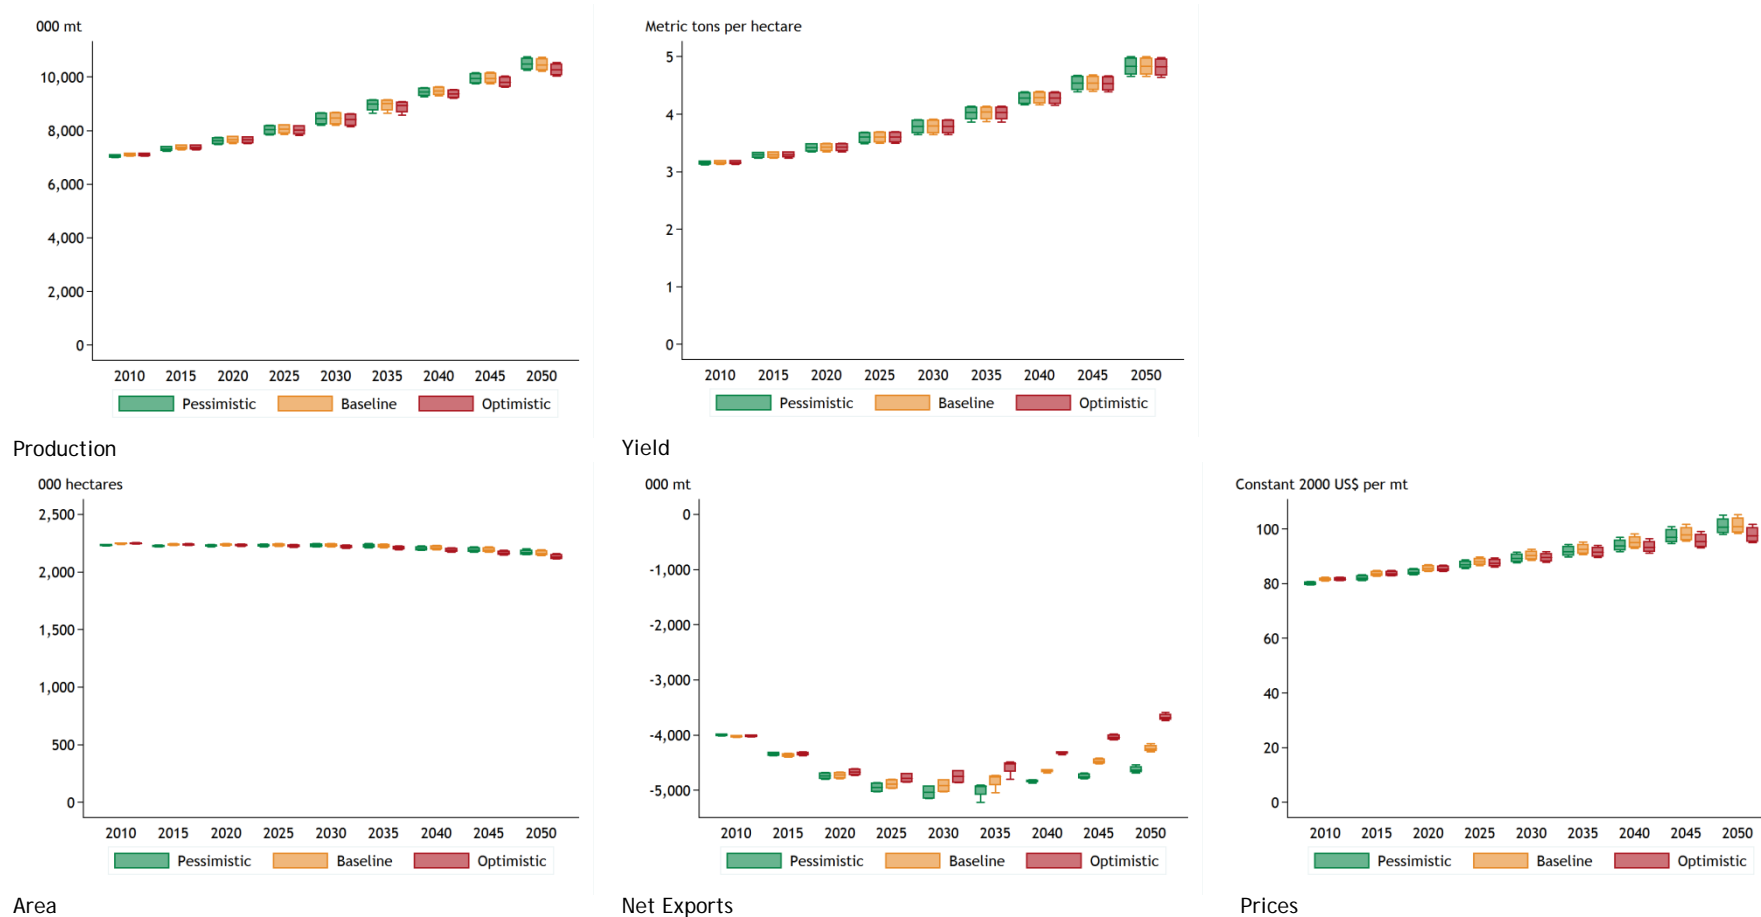 000 mt
10,000
8,000
6,000
4,000
2,000
0
2010 2015 2020 2025 2030 2035 2040 2045 2050
Pessimistic Baseline Optimistic
Production
Metric tons per hectare
5
4
3
2
1
0
2010 2015 2020 2025 2030 2035 2040 2045 2050
Pessimistic Baseline Optimistic
Yield
000 hectares
2,500
2,000
1,500
1,000
500
0
2010 2015 2020 2025 2030 2035 2040 2045 2050
Pessimistic Baseline Optimistic
Area
000 mt
0
-1,000
-2,000
-3,000
-4,000
-5,000
2010 2015 2020 2025 2030 2035 2040 2045 2050
Pessimistic Baseline Optimistic
Net Exports
Constant 2000 US$ per mt
100
80
60
40
20
0
2010 2015 2020 2025 2030 2035 2040 2045 2050
Pessimistic Baseline Optimistic
Prices